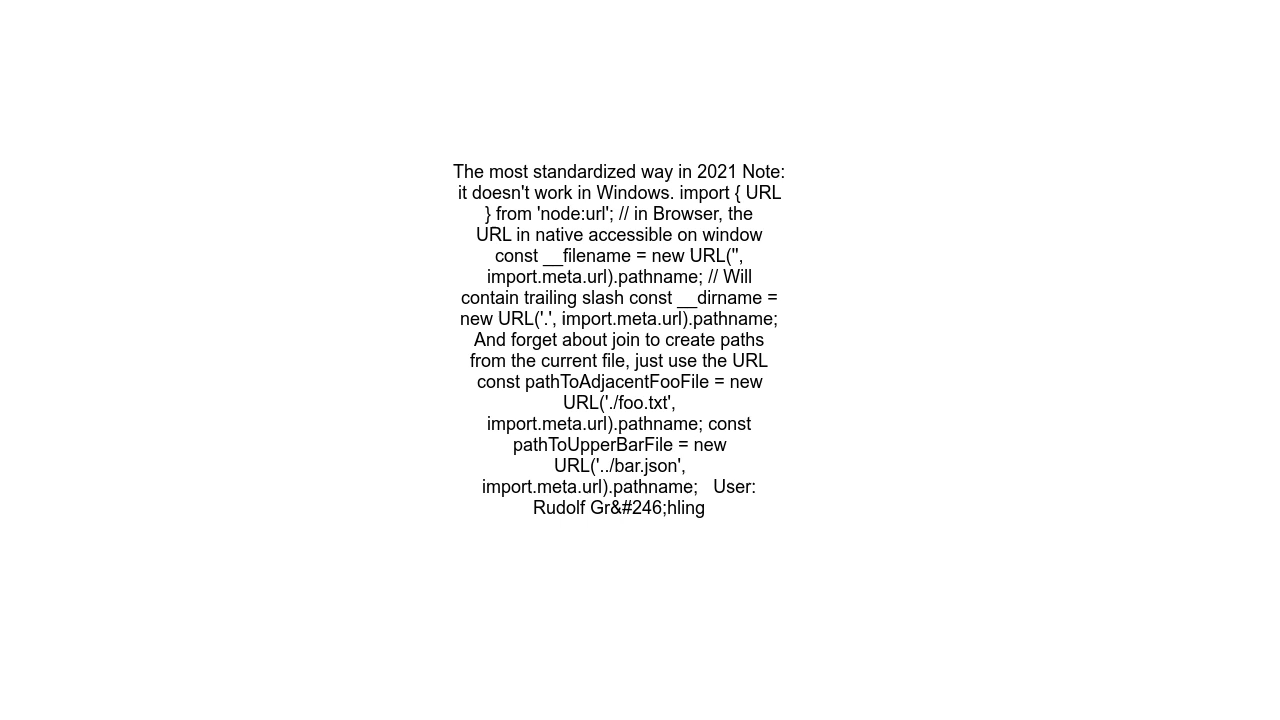 The most standardized way in 2021 Note:
it doesn't work in Windows. import { URL
} from 'node:url'; // in Browser, the
URL in native accessible on window
const __filename = new URL('',
import.meta.url).pathname; // Will
contain trailing slash const __dirname =
new URL('.', import.meta.url).pathname;
And forget about join to create paths
from the current file, just use the URL
const pathToAdjacentFooFile = new
URL('./foo.txt',
import.meta.url).pathname; const
pathToUpperBarFile = new
URL('../bar.json',
import.meta.url).pathname;   User:
Rudolf Gr&#246;hling